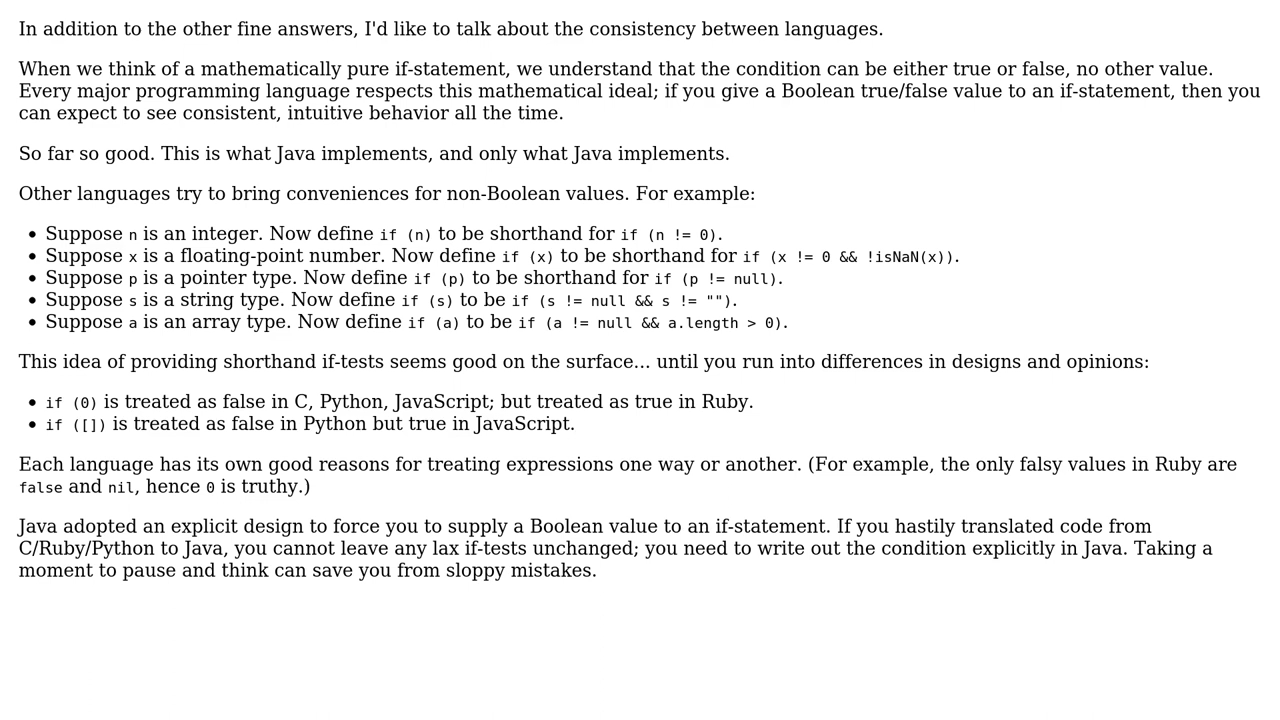 In addition to the other fine answers, I'd like to talk about the consistency between languages.
When we think of a mathematically pure if-statement, we understand that the condition can be either true or false, no other value.
Every major programming language respects this mathematical ideal; if you give a Boolean true/false value to an if-statement, then you
can expect to see consistent, intuitive behavior all the time.
So far so good. This is what Java implements, and only what Java implements.
Other languages try to bring conveniences for non-Boolean values. For example:
• Suppose n is an integer. Now define if (n) to be shorthand for if (n != 0).
• Suppose x is a floating-point number. Now define if (x) to be shorthand for if (x != 0 && !isNaN(x)).
• Suppose p is a pointer type. Now define if (p) to be shorthand for if (p != null).
• Suppose s is a string type. Now define if (s) to be if (s != null && s != "").
• Suppose a is an array type. Now define if (a) to be if (a != null && a.length > 0).
This idea of providing shorthand if-tests seems good on the surface... until you run into differences in designs and opinions:
• if (0) is treated as false in C, Python, JavaScript; but treated as true in Ruby.
• if ([]) is treated as false in Python but true in JavaScript.
Each language has its own good reasons for treating expressions one way or another. (For example, the only falsy values in Ruby are
false and nil, hence 0 is truthy.)
Java adopted an explicit design to force you to supply a Boolean value to an if-statement. If you hastily translated code from
C/Ruby/Python to Java, you cannot leave any lax if-tests unchanged; you need to write out the condition explicitly in Java. Taking a
moment to pause and think can save you from sloppy mistakes.